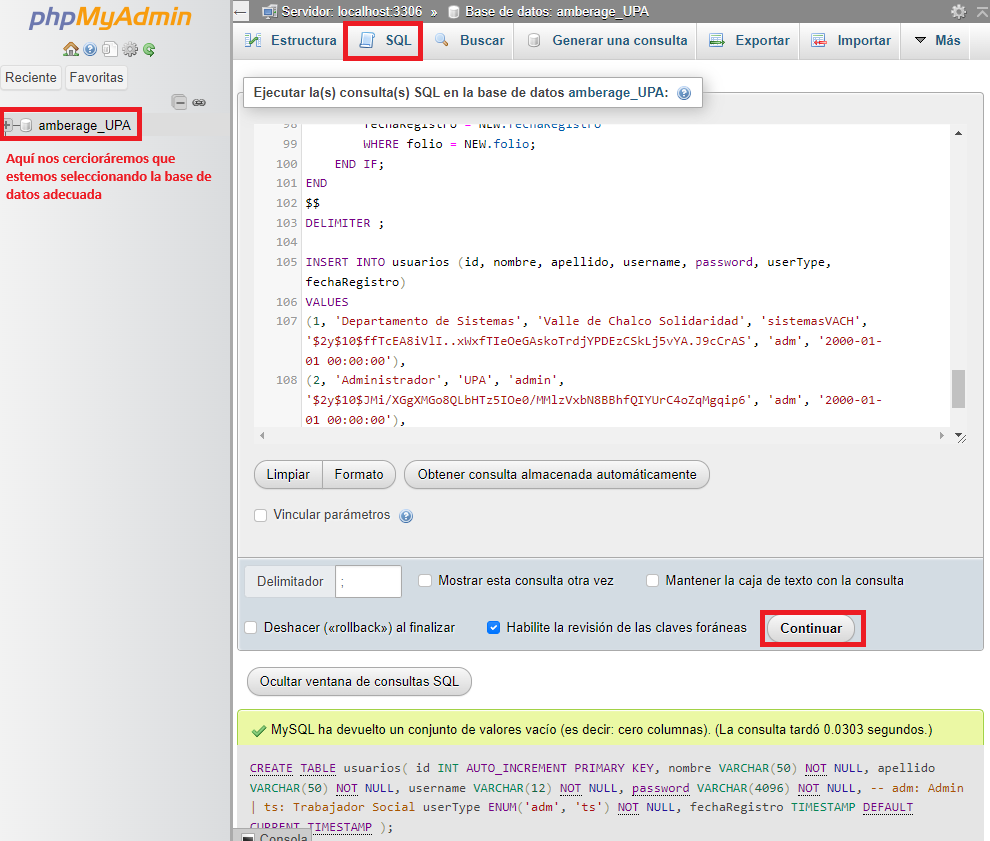 phpMyAdmin
Reciente Favoritas
amberage_UPA
Aquí nos cercioráremos que
estemos seleccionando la base de
datos adecuada
Servidor: localhost:3306 » Base de datos: amberage_UPA
Estructura SQL Buscar Generar una consulta Exportar Importar Más
Ejecutar la(s) consulta(s) SQL en la base de datos amberage_UPA:
98 fechaRegistro = NEW.fechaRegistro
99 WHERE folio = NEW.folio;
100 END IF;
101 END
102 $$
103 DELIMITER ;
104
105 INSERT INTO usuarios (id, nombre, apellido, username, password, userType,
fechaRegistro)
106 VALUES
107 (1, 'Departamento de Sistemas', 'Valle de Chalco Solidaridad', 'sistemasVACH',
'$2y$10$ffTcEA8iVlI..xWxfTIeOeGAskoTrdjYPDEzCSkLj5vYA.J9cCrAS', 'adm', '2000-01-
01 00:00:00'),
108 (2, 'Administrador', 'UPA', 'admin',
'$2y$10$JMi/XGgXMGo8QLbHTz5IOe0/MMlzVxbN8BBhfQIYUrC4oZqMgqip6', 'adm', '2000-01-
01 00:00:00'),
Limpiar Formato Obtener consulta almacenada automáticamente
Vincular parámetros
Delimitador ; Mostrar esta consulta otra vez Mantener la caja de texto con la consulta
Deshacer («rollback») al finalizar Habilite la revisión de las claves foráneas Continuar
Ocultar ventana de consultas SQL
MySQL ha devuelto un conjunto de valores vacío (es decir: cero columnas). (La consulta tardó 0.0303 segundos.)
CREATE TABLE usuarios( id INT AUTO_INCREMENT PRIMARY KEY, nombre VARCHAR(50) NOT NULL, apellido
VARCHAR(50) NOT NULL, username VARCHAR(12) NOT NULL, password VARCHAR(4096) NOT NULL, -- adm: Admin
| ts: Trabajador Social userType ENUM('adm', 'ts') NOT NULL, fechaRegistro TIMESTAMP DEFAULT
CURRENT_TIMESTAMP );
Consola